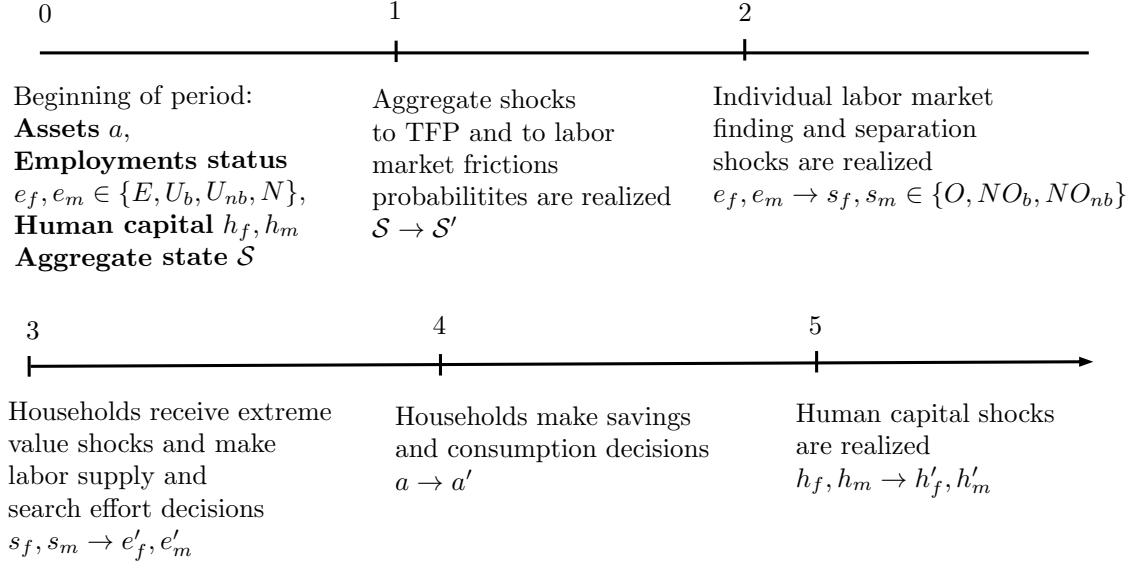 0
1
2
Beginning of period:
Assets a,
Employments status
e_f, e_m ∈ {E, U_b, U_{nb}, N},
Human capital h_f, h_m
Aggregate state 𝒮
Aggregate shocks
to TFP and to labor
market frictions
probabilitites are realized
𝒮 → 𝒮′
Individual labor market
finding and separation
shocks are realized
e_f, e_m → s_f, s_m ∈ {O, NO_b, NO_{nb}}
3
4
5
Households receive extreme
value shocks and make
labor supply and
search effort decisions
s_f, s_m → e′_f, e′_m
Households make savings
and consumption decisions
a → a′
Human capital shocks
are realized
h_f, h_m → h′_f, h′_m